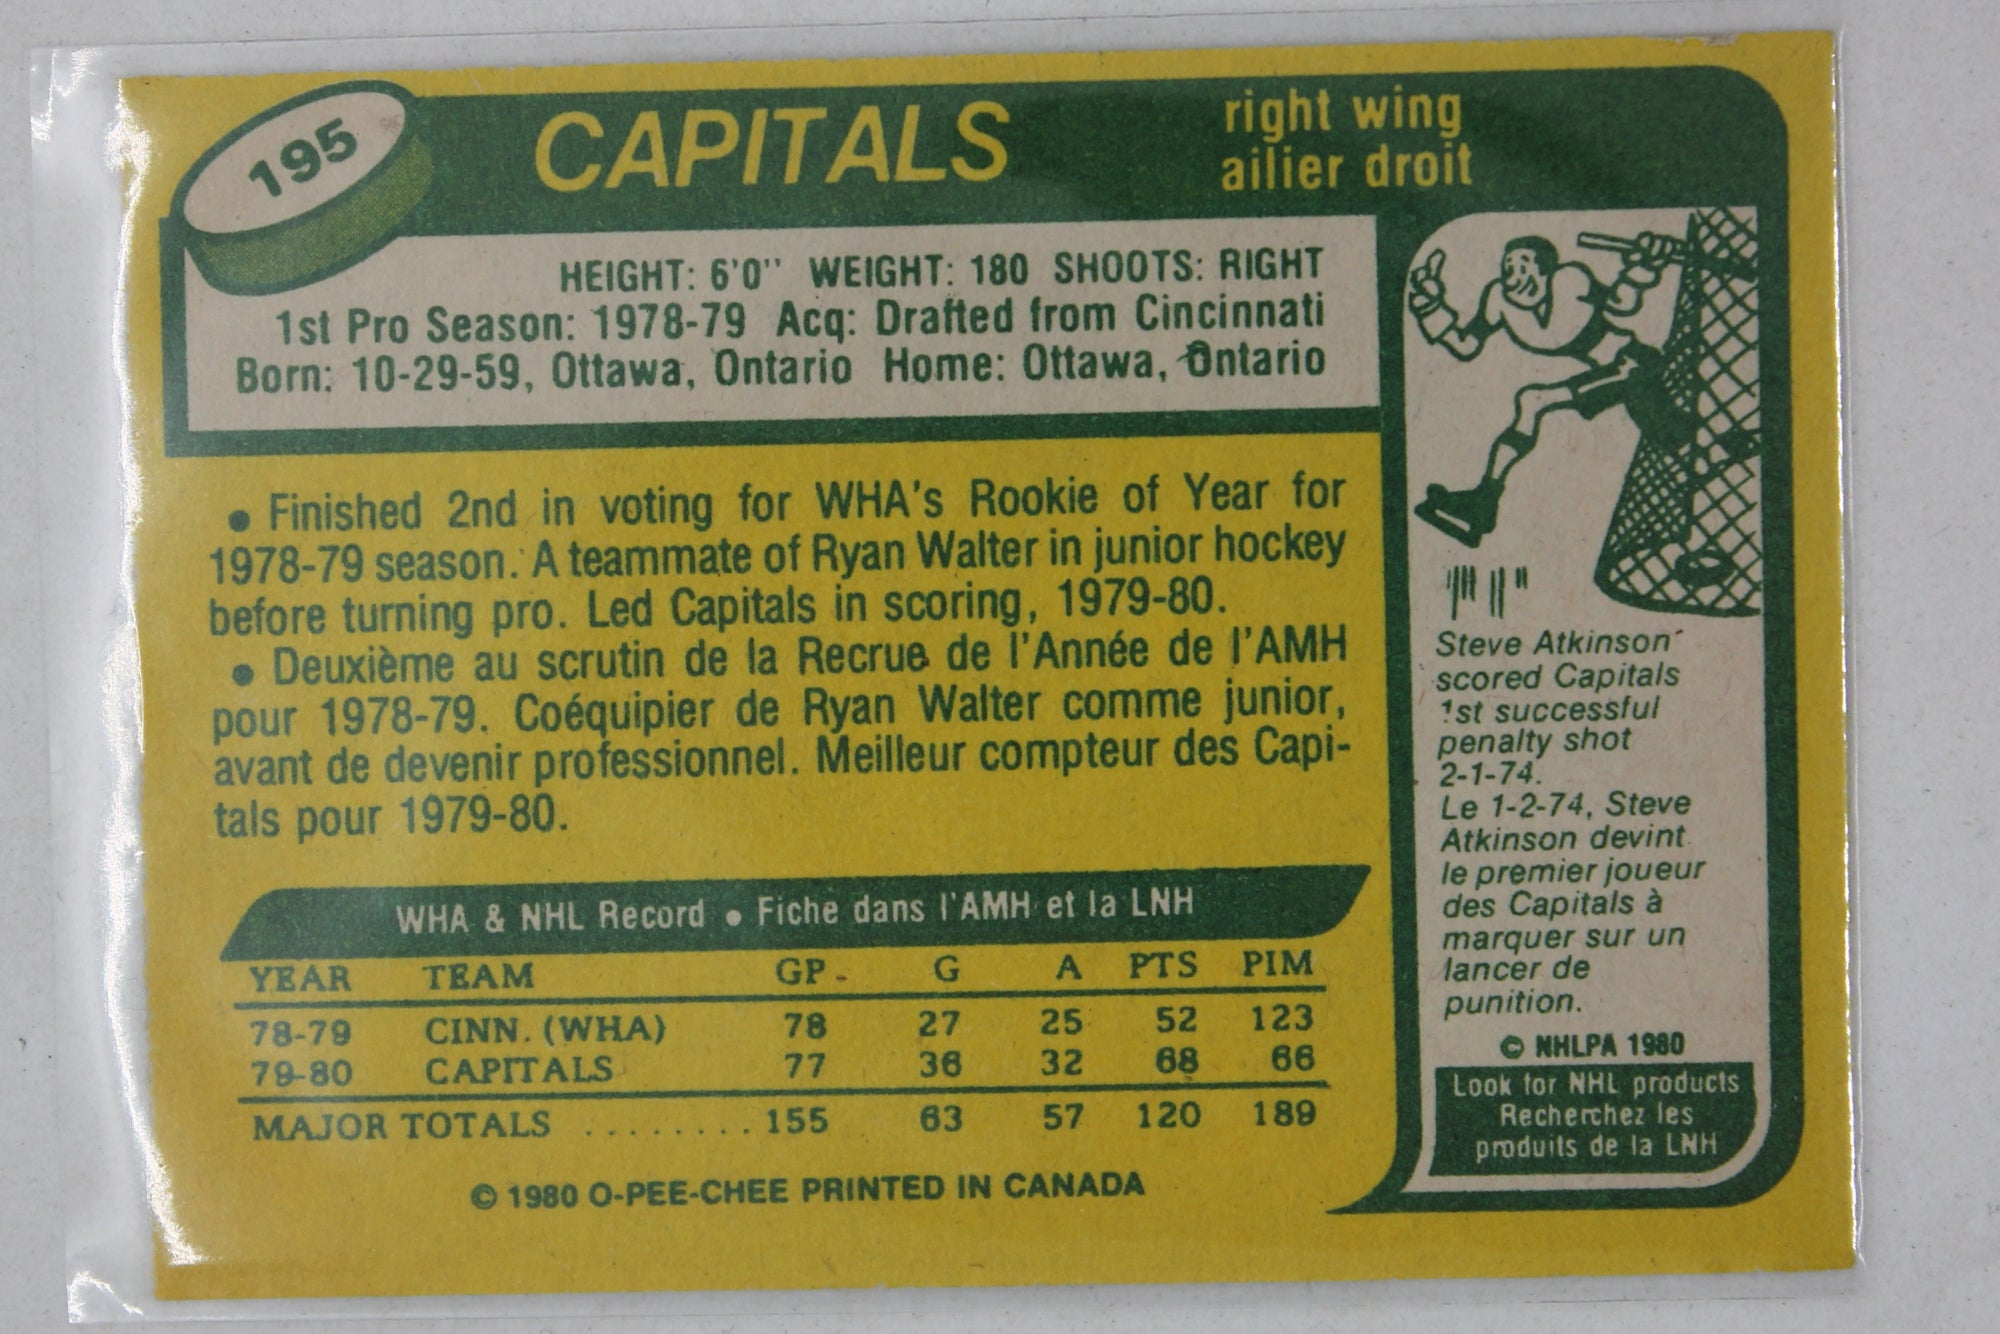 195
CAPITALS
right wing
ailier droit
HEIGHT: 6'0" WEIGHT: 180 SHOOTS: RIGHT
1st Pro Season: 1978-79 Acq: Drafted from Cincinnati
Born: 10-29-59, Ottawa, Ontario Home: Ottawa, Ontario
• Finished 2nd in voting for WHA's Rookie of Year for
1978-79 season. A teammate of Ryan Walter in junior hockey
before turning pro. Led Capitals in scoring, 1979-80.
• Deuxième au scrutin de la Recrue de l'Année de l'AMH
pour 1978-79. Coéquipier de Ryan Walter comme junior,
avant de devenir professionnel. Meilleur compteur des Capi-
tals pour 1979-80.
WHA & NHL Record • Fiche dans l'AMH et la LNH
YEAR TEAM GP G A PTS PIM
78-79 CINN. (WHA) 78 27 25 52 123
79-80 CAPITALS 77 36 32 68 66
MAJOR TOTALS ........ 155 63 57 120 189
© 1980 O-PEE-CHEE PRINTED IN CANADA
Steve Atkinson
scored Capitals
1st successful
penalty shot
2-1-74.
Le 1-2-74, Steve
Atkinson devint
le premier joueur
des Capitals à
marquer sur un
lancer de
punition.
© NHLPA 1980
Look for NHL products
Recherchez les
produits de la LNH